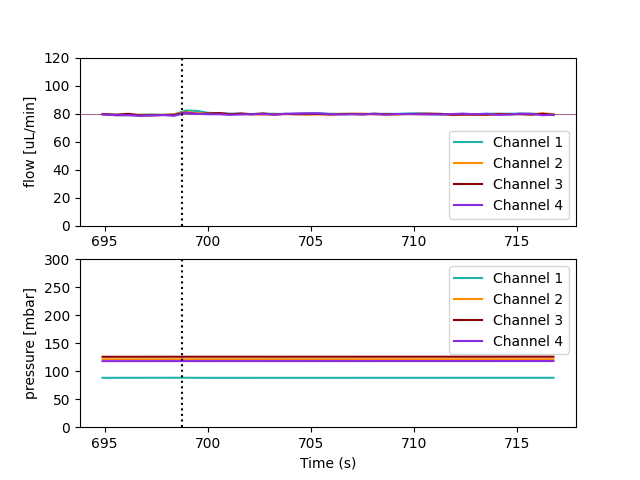 120
100
80
60
40
20
0
flow [uL/min]
Channel 1
Channel 2
Channel 3
Channel 4
695 700 705 710 715
300
250
200
150
100
50
0
pressure [mbar]
Channel 1
Channel 2
Channel 3
Channel 4
695 700 705 710 715
Time (s)